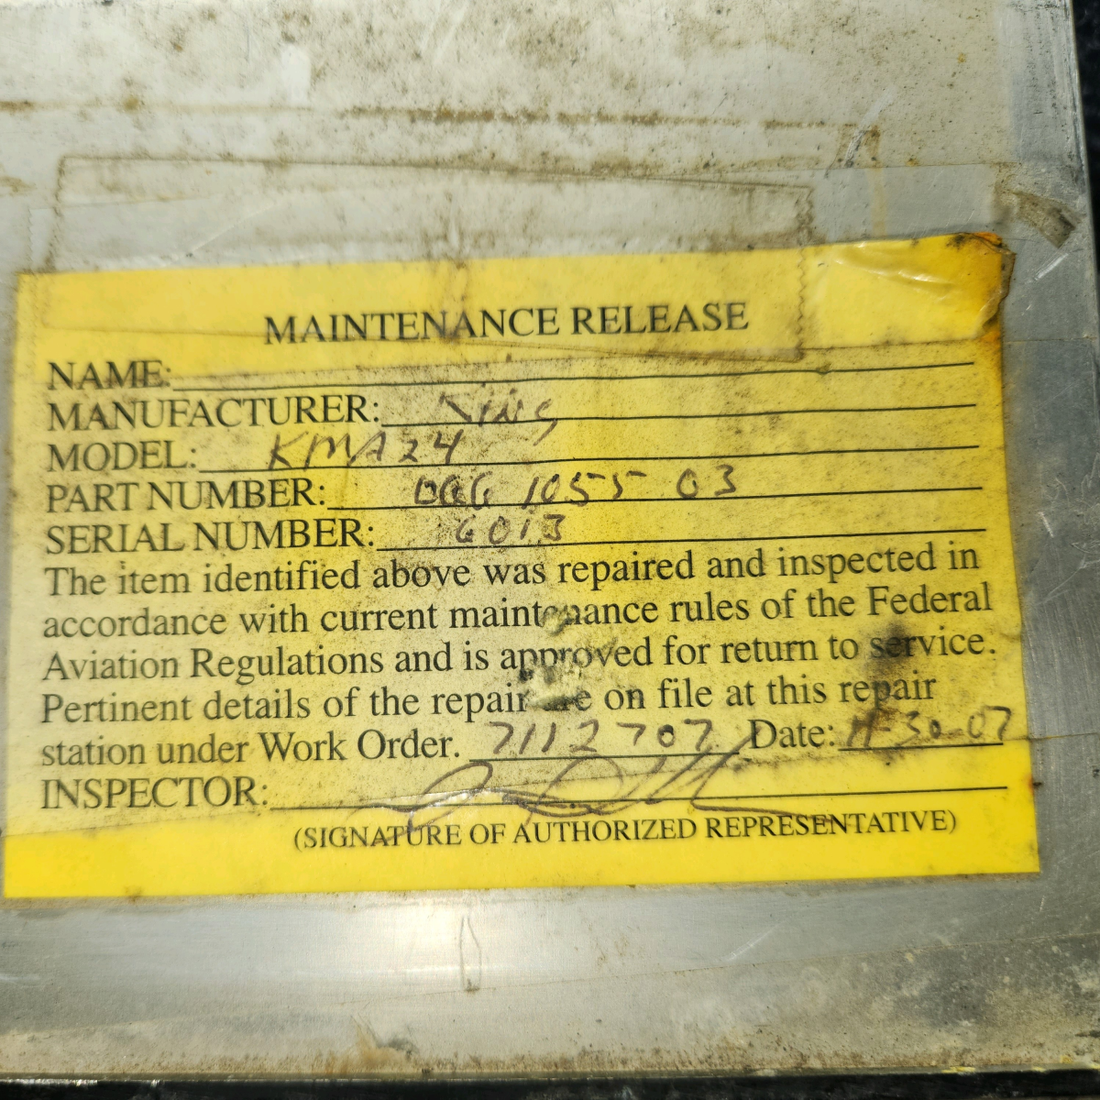 MAINTENANCE RELEASE
NAME:
MANUFACTURER: King
MODEL: KMA24
PART NUMBER: 066 1055 03
SERIAL NUMBER: 6013
The item identified above was repaired and inspected in
accordance with current maintenance rules of the Federal
Aviation Regulations and is approved for return to service.
Pertinent details of the repair are on file at this repair
station under Work Order. 7112707 Date: 11-30-07
INSPECTOR:
(SIGNATURE OF AUTHORIZED REPRESENTATIVE)